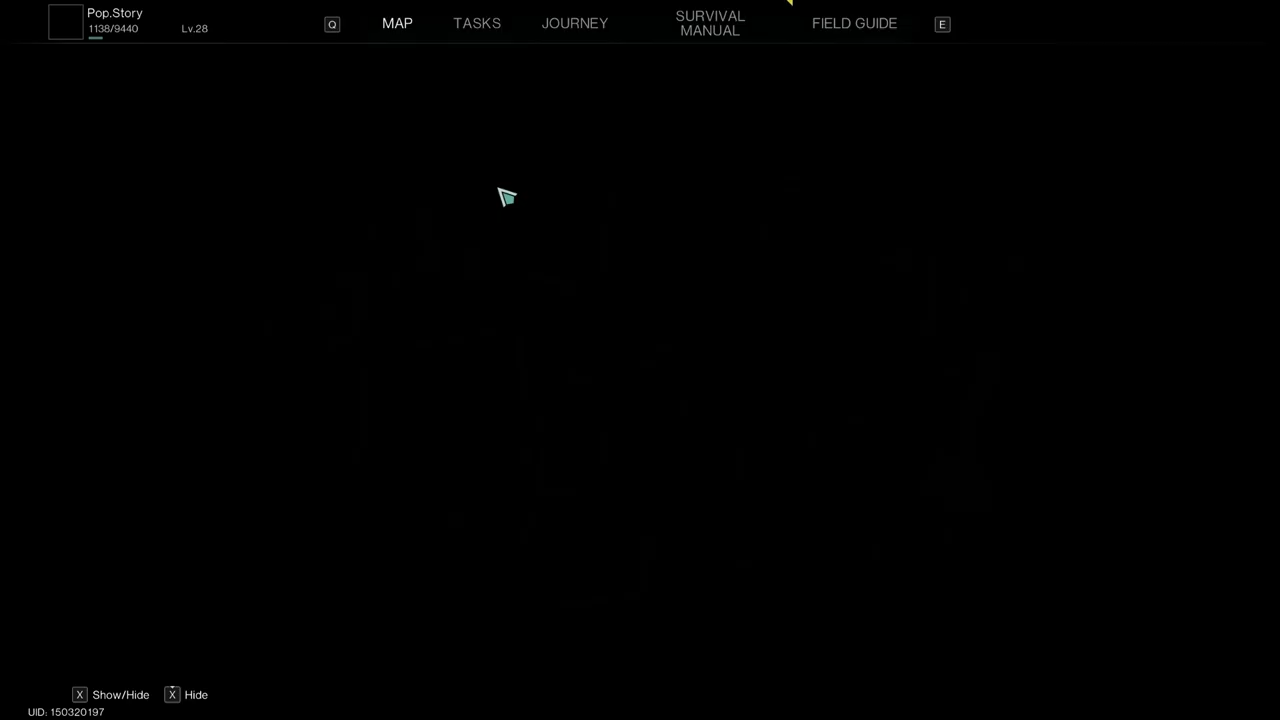 Pop.Story
1138/9440
Lv.28
Q
MAP
TASKS
JOURNEY
SURVIVAL
MANUAL
FIELD GUIDE
E
X Show/Hide
X Hide
UID: 150320197